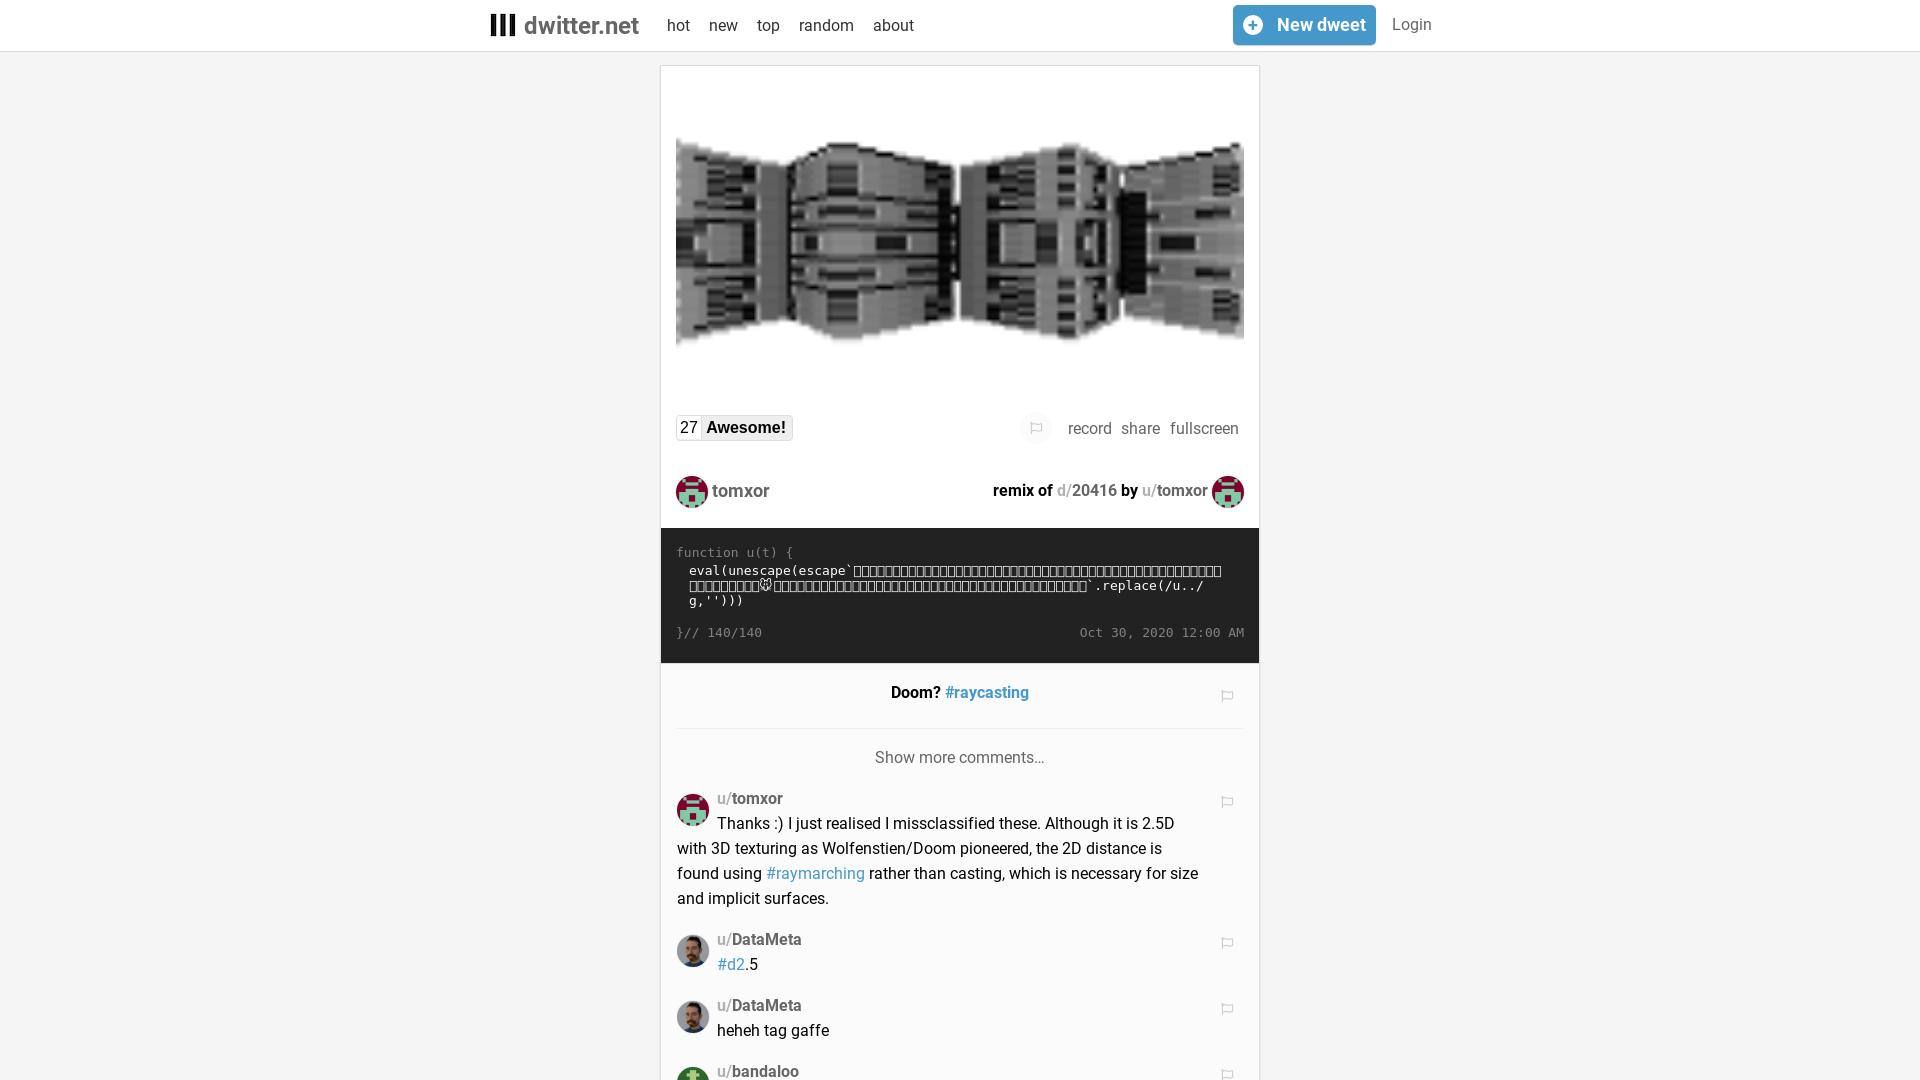 dwitter.net
hot new top random about
New dweet
Login
27 Awesome!
record share fullscreen
tomxor
remix of d/20416 by u/tomxor
function u(t) {
eval(unescape(escape`
`.replace(/u../
g,'')))
}// 140/140
Oct 30, 2020 12:00 AM
Doom? #raycasting
Show more comments…
u/tomxor
Thanks :) I just realised I missclassified these. Although it is 2.5D
with 3D texturing as Wolfenstien/Doom pioneered, the 2D distance is
found using #raymarching rather than casting, which is necessary for size
and implicit surfaces.
u/DataMeta
#d2.5
u/DataMeta
heheh tag gaffe
u/bandaloo